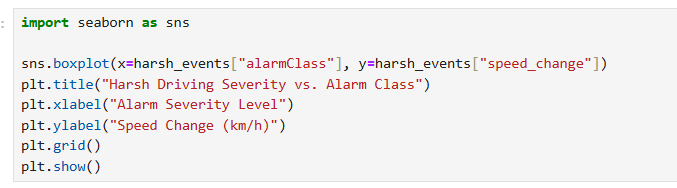 :
import seaborn as sns
sns.boxplot(x=harsh_events["alarmClass"], y=harsh_events["speed_change"])
plt.title("Harsh Driving Severity vs. Alarm Class")
plt.xlabel("Alarm Severity Level")
plt.ylabel("Speed Change (km/h)")
plt.grid()
plt.show()